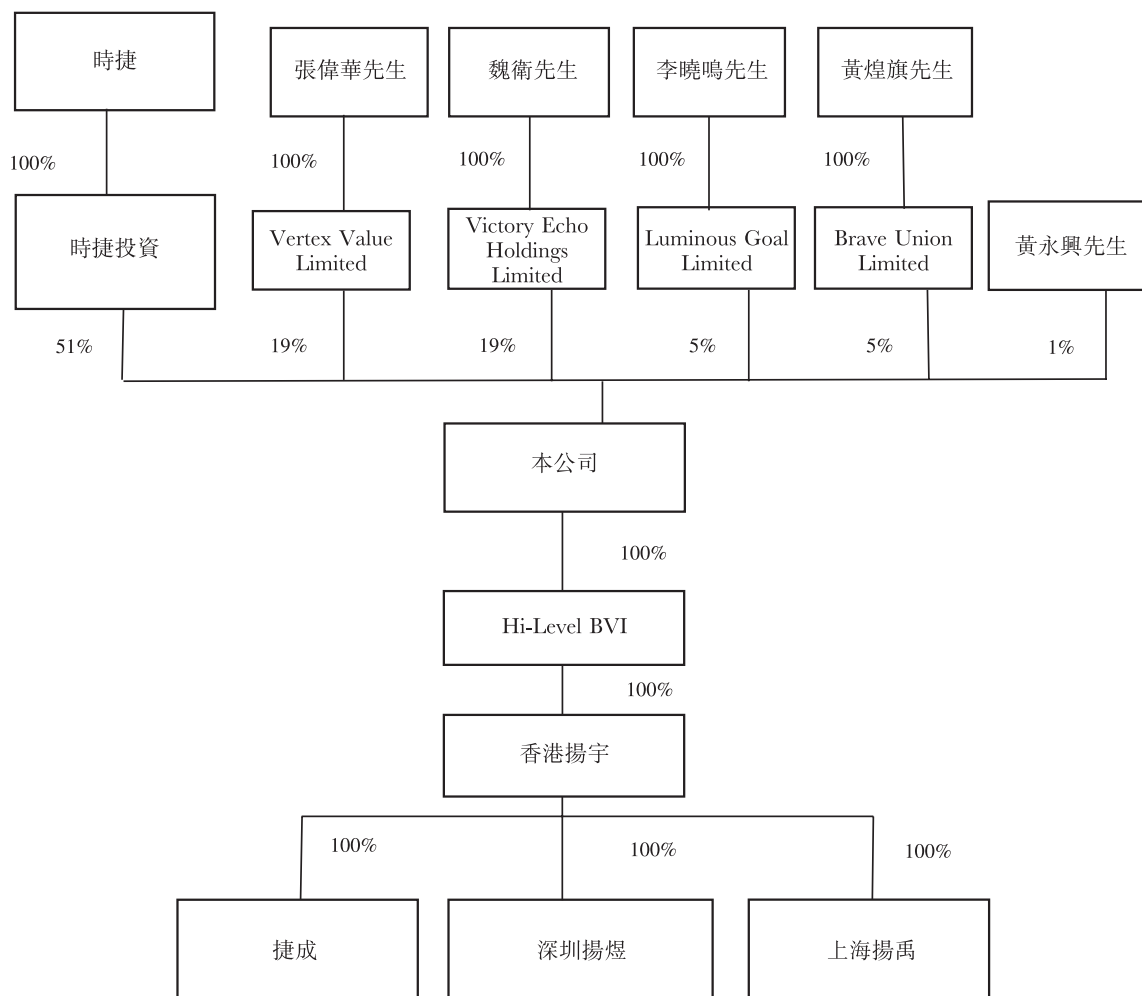 時捷
張偉華先生
魏衛先生
李曉鳴先生
黃煌旗先生
100%
100%
100%
100%
100%
時捷投資
Vertex Value
Limited
Victory Echo
Holdings
Limited
Luminous Goal
Limited
Brave Union
Limited
黃永興先生
51%
19%
19%
5%
5%
1%
本公司
100%
Hi-Level BVI
100%
香港揚宇
100%
100%
100%
捷成
深圳揚煜
上海揚禹